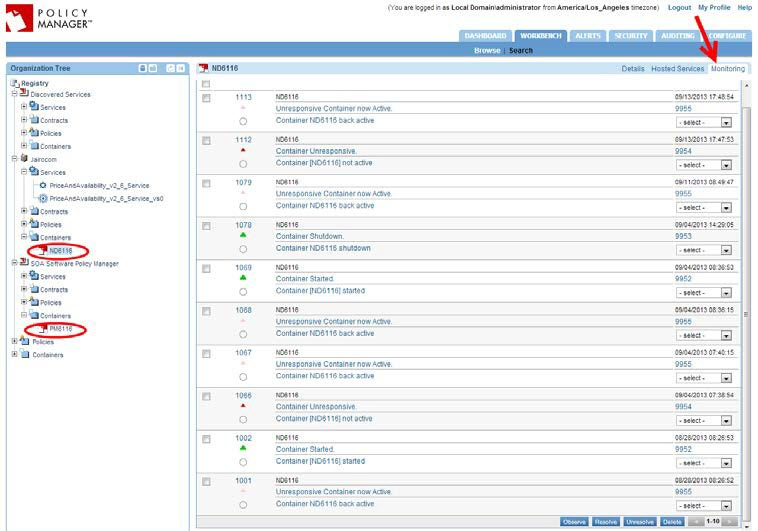 POLICY
MANAGER™
(You are logged in as Local Domain\administrator from America/Los_Angeles timezone) Logout My Profile Help
DASHBOARD WORKBENCH ALERTS SECURITY AUDITING CONFIGURE
Browse | Search
Organization Tree
Registry
Discovered Services
Services
Contracts
Policies
Containers
Jairocom
Services
PriceAndAvailability_v2_6_Service
PriceAndAvailability_v2_6_Service_vs0
Contracts
Policies
Containers
ND6116
SOA Software Policy Manager
Services
Contracts
Policies
Containers
PM6116
Policies
Containers
ND6116 Details Hosted Services Monitoring
1113 ND6116 09/13/2013 17:48:54
Unresponsive Container now Active. 9955
Container ND6116 back active - select -
1112 ND6116 09/13/2013 17:47:53
Container Unresponsive. 9954
Container [ND6116] not active - select -
1079 ND6116 09/11/2013 08:49:47
Unresponsive Container now Active. 9955
Container ND6116 back active - select -
1078 ND6116 09/04/2013 14:29:05
Container Shutdown. 9953
Container ND6116 shutdown - select -
1069 ND6116 09/04/2013 08:36:53
Container Started. 9952
Container [ND6116] started - select -
1068 ND6116 09/04/2013 08:36:15
Unresponsive Container now Active. 9955
Container ND6116 back active - select -
1067 ND6116 09/04/2013 07:40:15
Unresponsive Container now Active. 9955
Container ND6116 back active - select -
1066 ND6116 09/04/2013 07:38:54
Container Unresponsive. 9954
Container [ND6116] not active - select -
1002 ND6116 08/28/2013 08:26:53
Container Started. 9952
Container [ND6116] started - select -
1001 ND6116 08/28/2013 08:26:52
Unresponsive Container now Active. 9955
Container ND6116 back active - select -
Observe Resolve Unresolve Delete 1-10